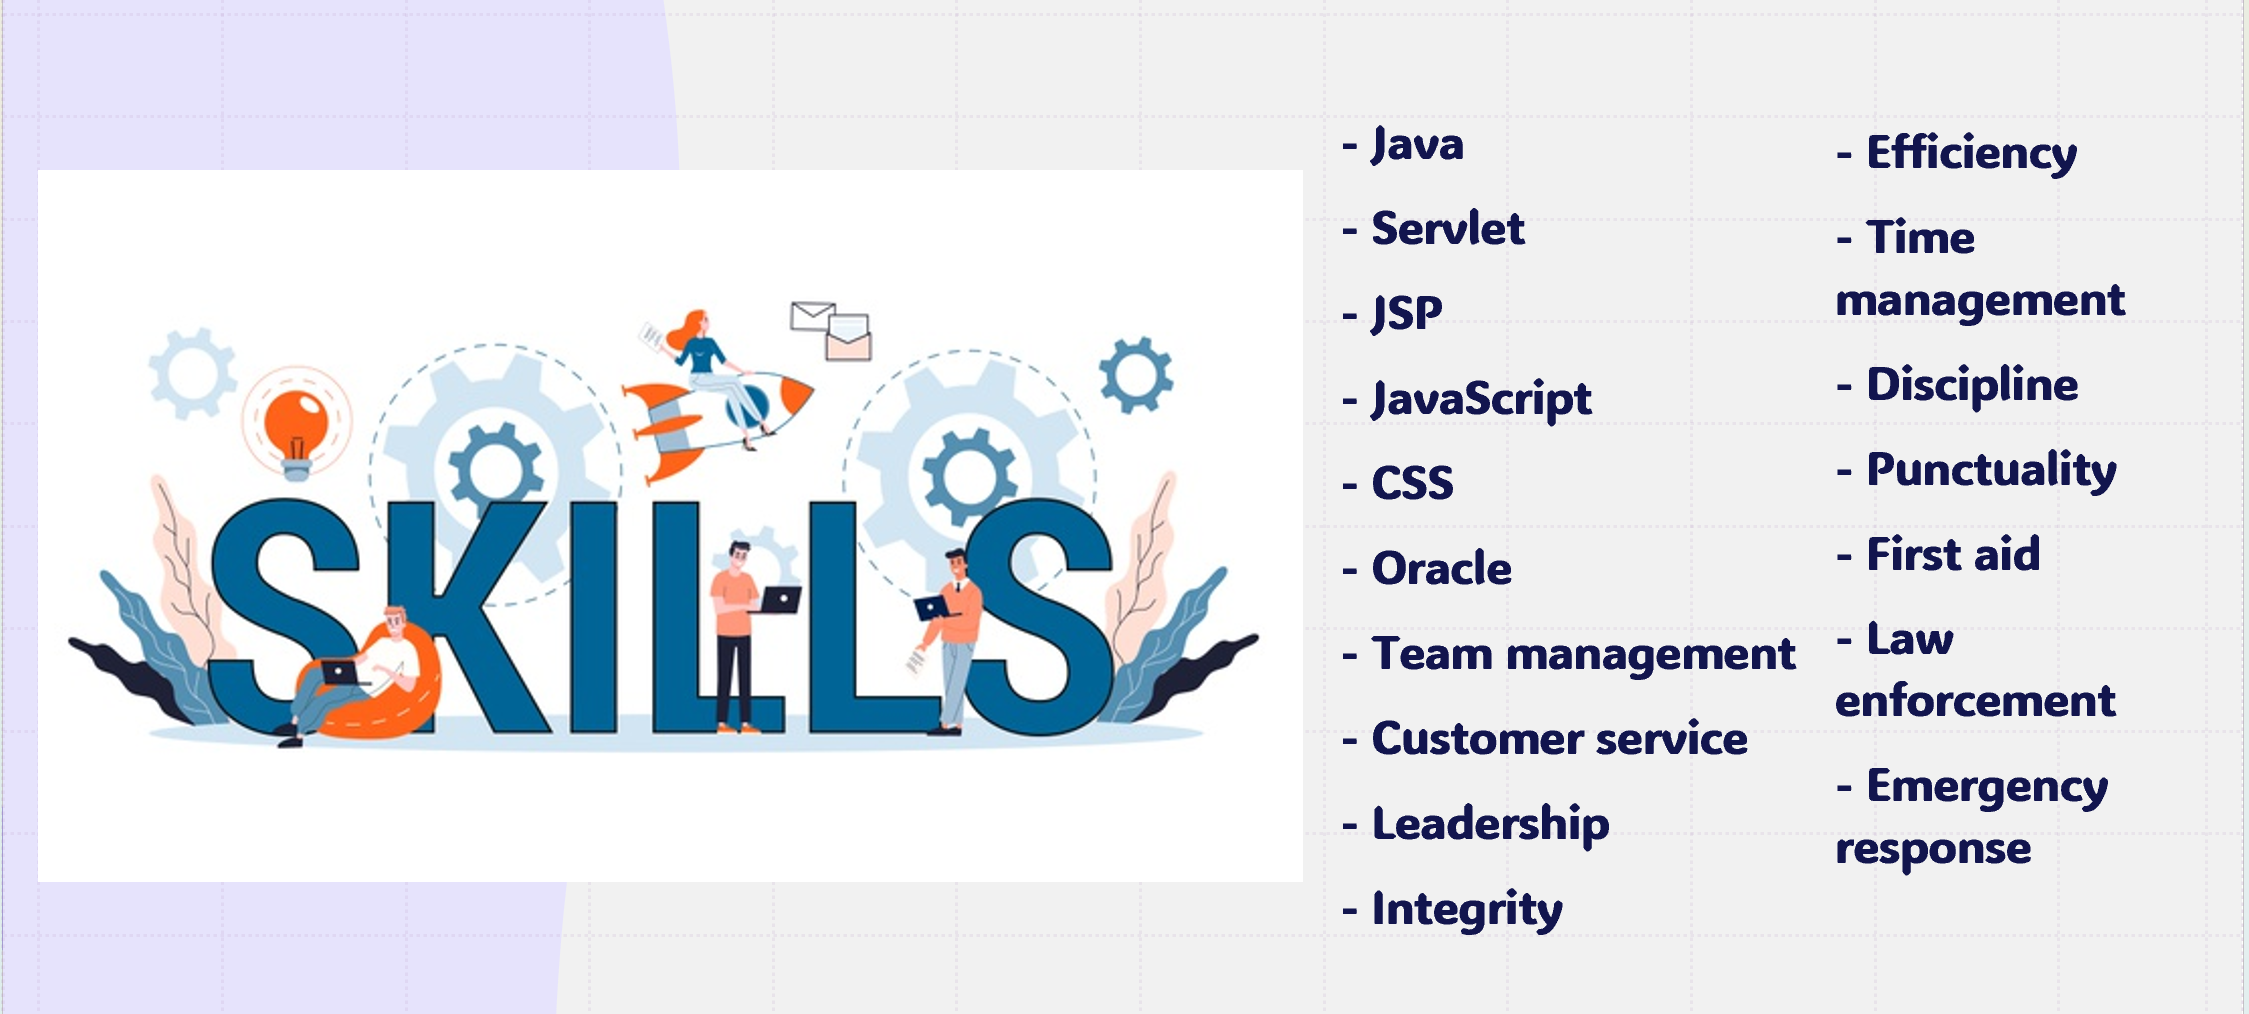 SKILLS
- Java
- Servlet
- JSP
- JavaScript
- CSS
- Oracle
- Team management
- Customer service
- Leadership
- Integrity
- Efficiency
- Time
management
- Discipline
- Punctuality
- First aid
- Law
enforcement
- Emergency
response